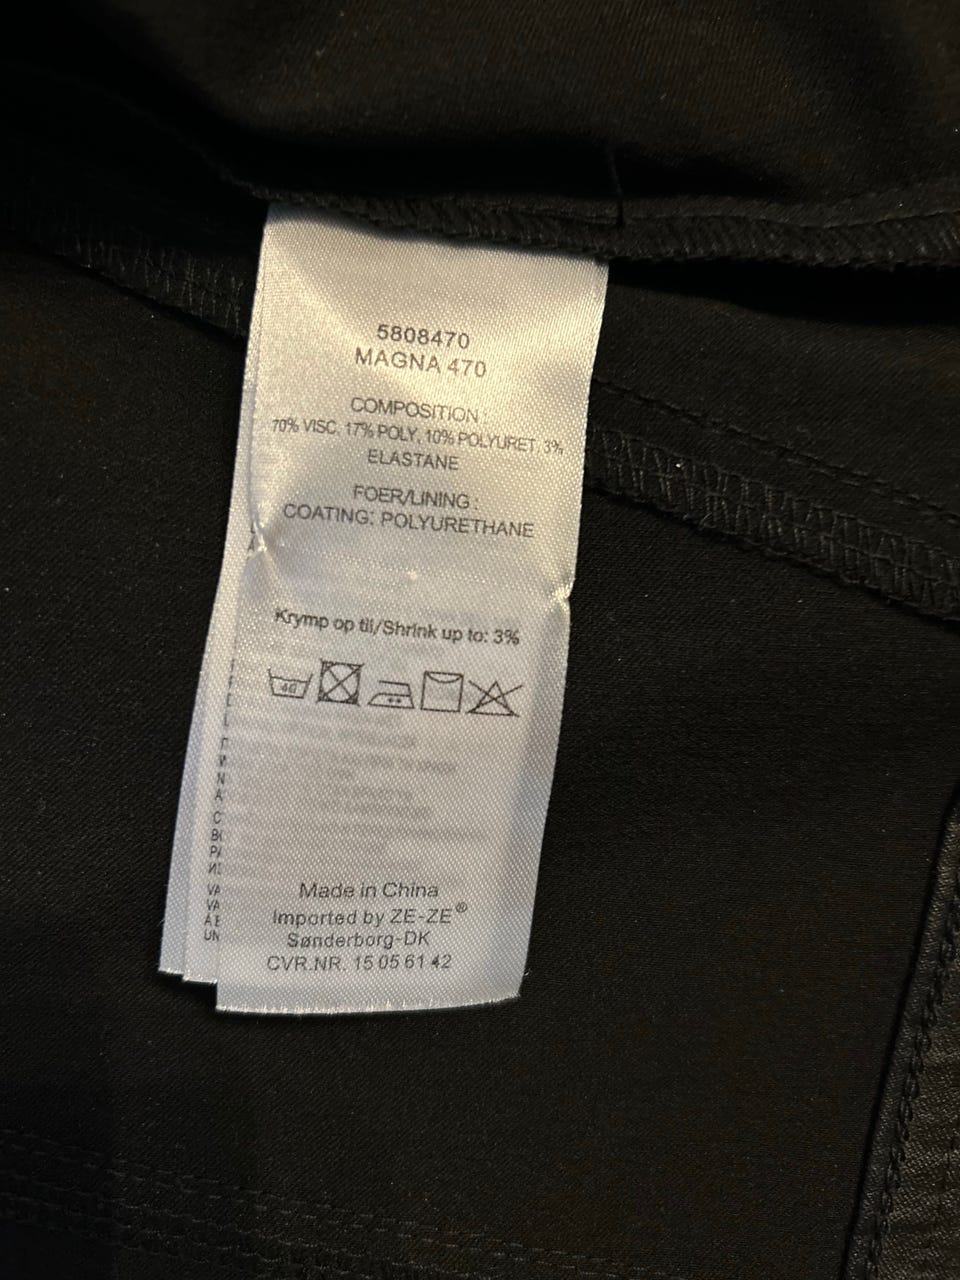 5808470
MAGNA 470
COMPOSITION
70% VISC, 17% POLY, 10% POLYURET, 3%
ELASTANE
FOER/LINING :
COATING: POLYURETHANE
Krymp op til/Shrink up to: 3%
40
Made in China
Imported by ZE-ZE®
Sønderborg-DK
CVR.NR. 15 05 61 42